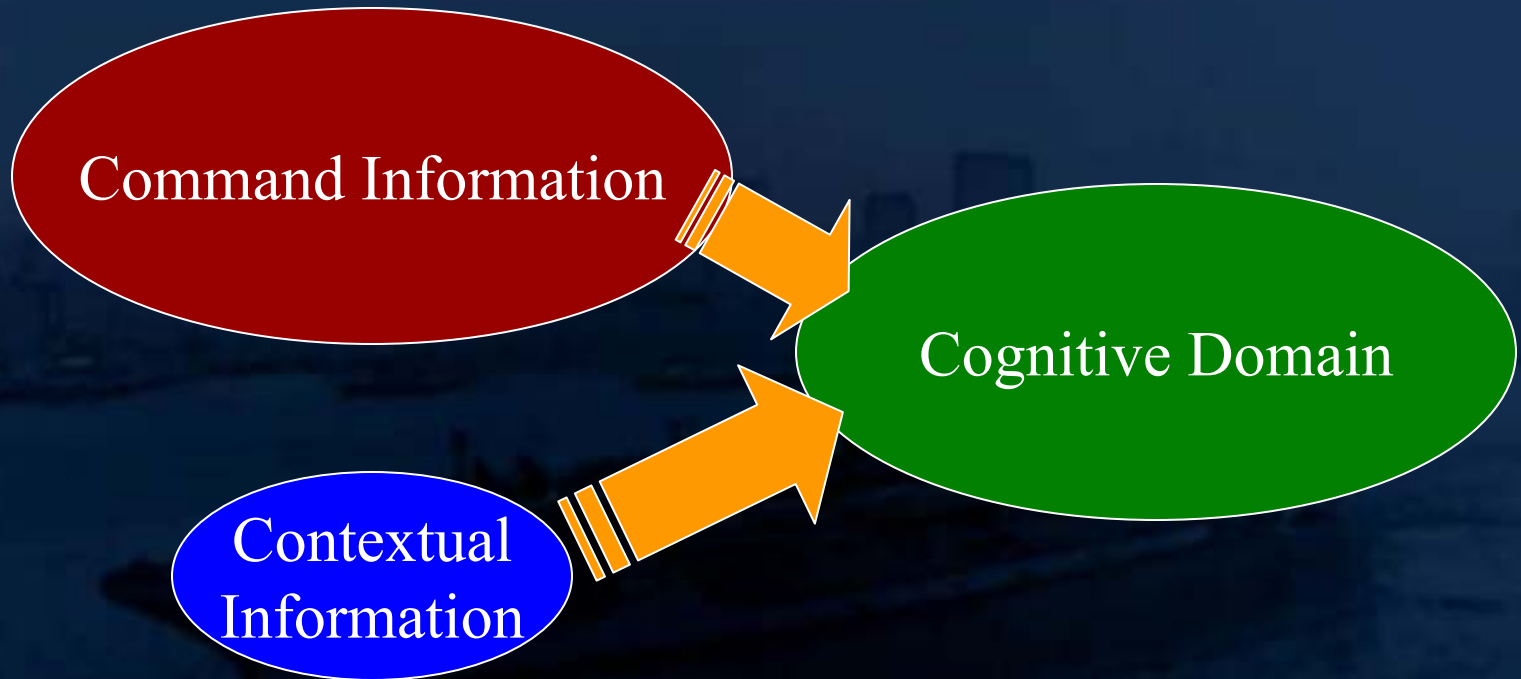 Command Information
Cognitive Domain
Contextual
Information